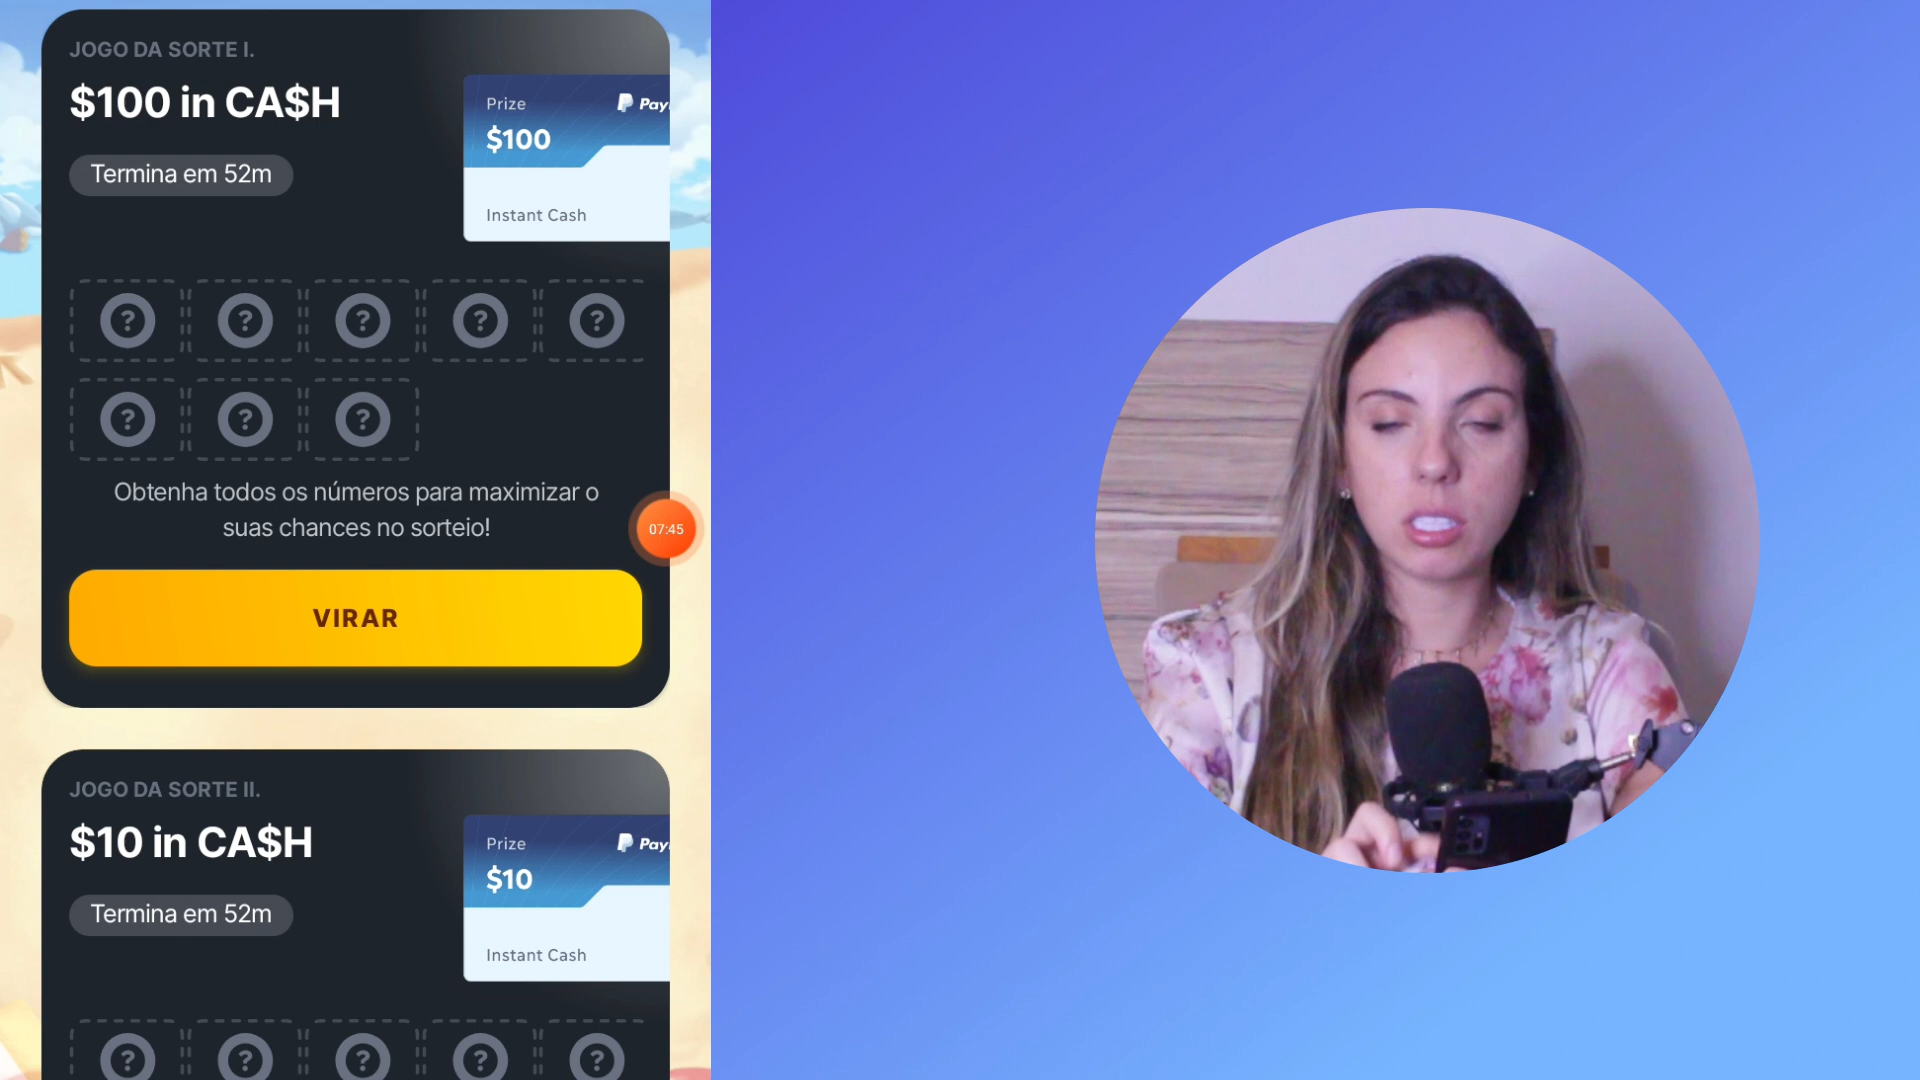 JOGO DA SORTE I.
$100 in CA$H
Termina em 52m
Prize
$100
Instant Cash
Obtenha todos os números para maximizar o
suas chances no sorteio!
07:45
VIRAR
JOGO DA SORTE II.
$10 in CA$H
Termina em 52m
Prize
$10
Instant Cash